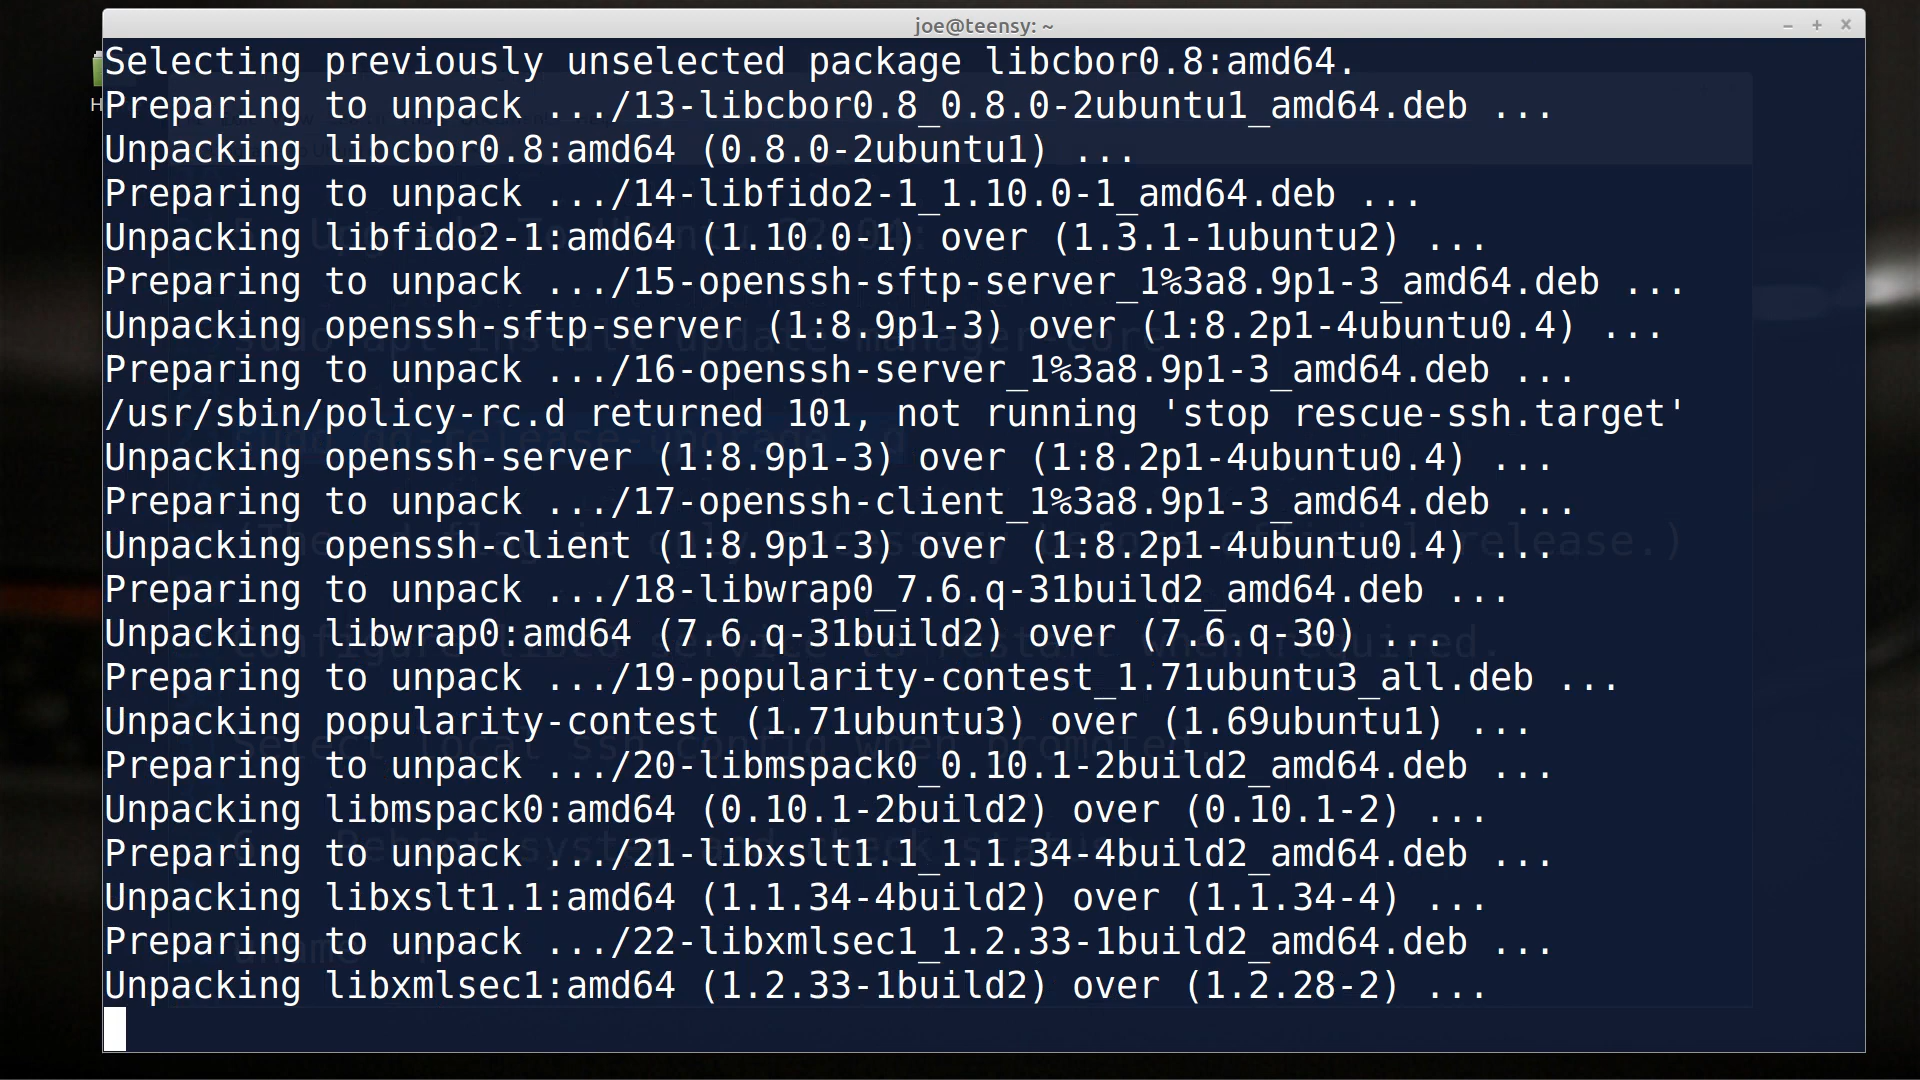 joe@teensy: ~
Selecting previously unselected package libcbor0.8:amd64.
Preparing to unpack .../13-libcbor0.8_0.8.0-2ubuntu1_amd64.deb ...
Unpacking libcbor0.8:amd64 (0.8.0-2ubuntu1) ...
Preparing to unpack .../14-libfido2-1_1.10.0-1_amd64.deb ...
Unpacking libfido2-1:amd64 (1.10.0-1) over (1.3.1-1ubuntu2) ...
Preparing to unpack .../15-openssh-sftp-server_1%3a8.9p1-3_amd64.deb ...
Unpacking openssh-sftp-server (1:8.9p1-3) over (1:8.2p1-4ubuntu0.4) ...
Preparing to unpack .../16-openssh-server_1%3a8.9p1-3_amd64.deb ...
/usr/sbin/policy-rc.d returned 101, not running 'stop rescue-ssh.target'
Unpacking openssh-server (1:8.9p1-3) over (1:8.2p1-4ubuntu0.4) ...
Preparing to unpack .../17-openssh-client_1%3a8.9p1-3_amd64.deb ...
Unpacking openssh-client (1:8.9p1-3) over (1:8.2p1-4ubuntu0.4) ...
Preparing to unpack .../18-libwrap0_7.6.q-31build2_amd64.deb ...
Unpacking libwrap0:amd64 (7.6.q-31build2) over (7.6.q-30) ...
Preparing to unpack .../19-popularity-contest_1.71ubuntu3_all.deb ...
Unpacking popularity-contest (1.71ubuntu3) over (1.69ubuntu1) ...
Preparing to unpack .../20-libmspack0_0.10.1-2build2_amd64.deb ...
Unpacking libmspack0:amd64 (0.10.1-2build2) over (0.10.1-2) ...
Preparing to unpack .../21-libxslt1.1_1.1.34-4build2_amd64.deb ...
Unpacking libxslt1.1:amd64 (1.1.34-4build2) over (1.1.34-4) ...
Preparing to unpack .../22-libxmlsec1_1.2.33-1build2_amd64.deb ...
Unpacking libxmlsec1:amd64 (1.2.33-1build2) over (1.2.28-2) ...